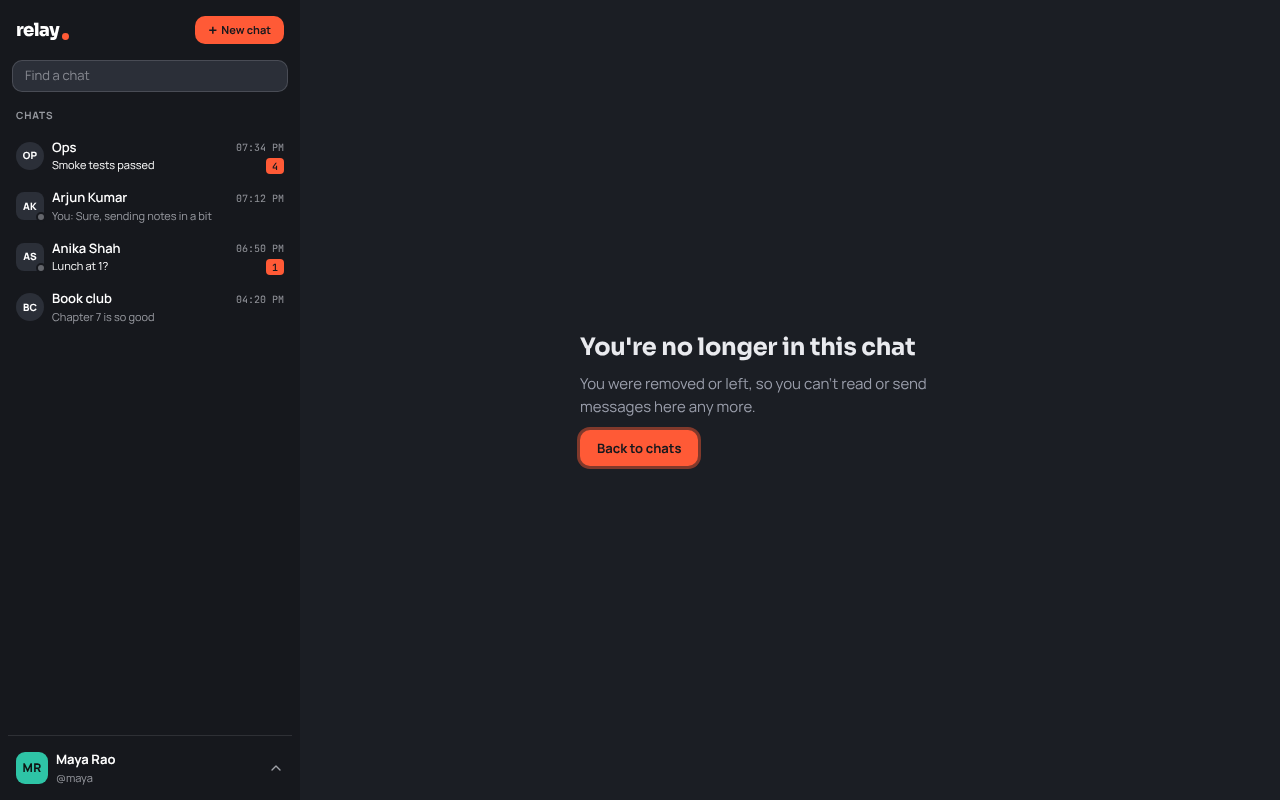 relay.
+ New chat
Find a chat
CHATS
OP Ops 07:34 PM
Smoke tests passed 4
AK Arjun Kumar 07:12 PM
You: Sure, sending notes in a bit
AS Anika Shah 06:50 PM
Lunch at 1? 1
BC Book club 04:20 PM
Chapter 7 is so good
You're no longer in this chat
You were removed or left, so you can't read or send
messages here any more.
Back to chats
MR Maya Rao
@maya